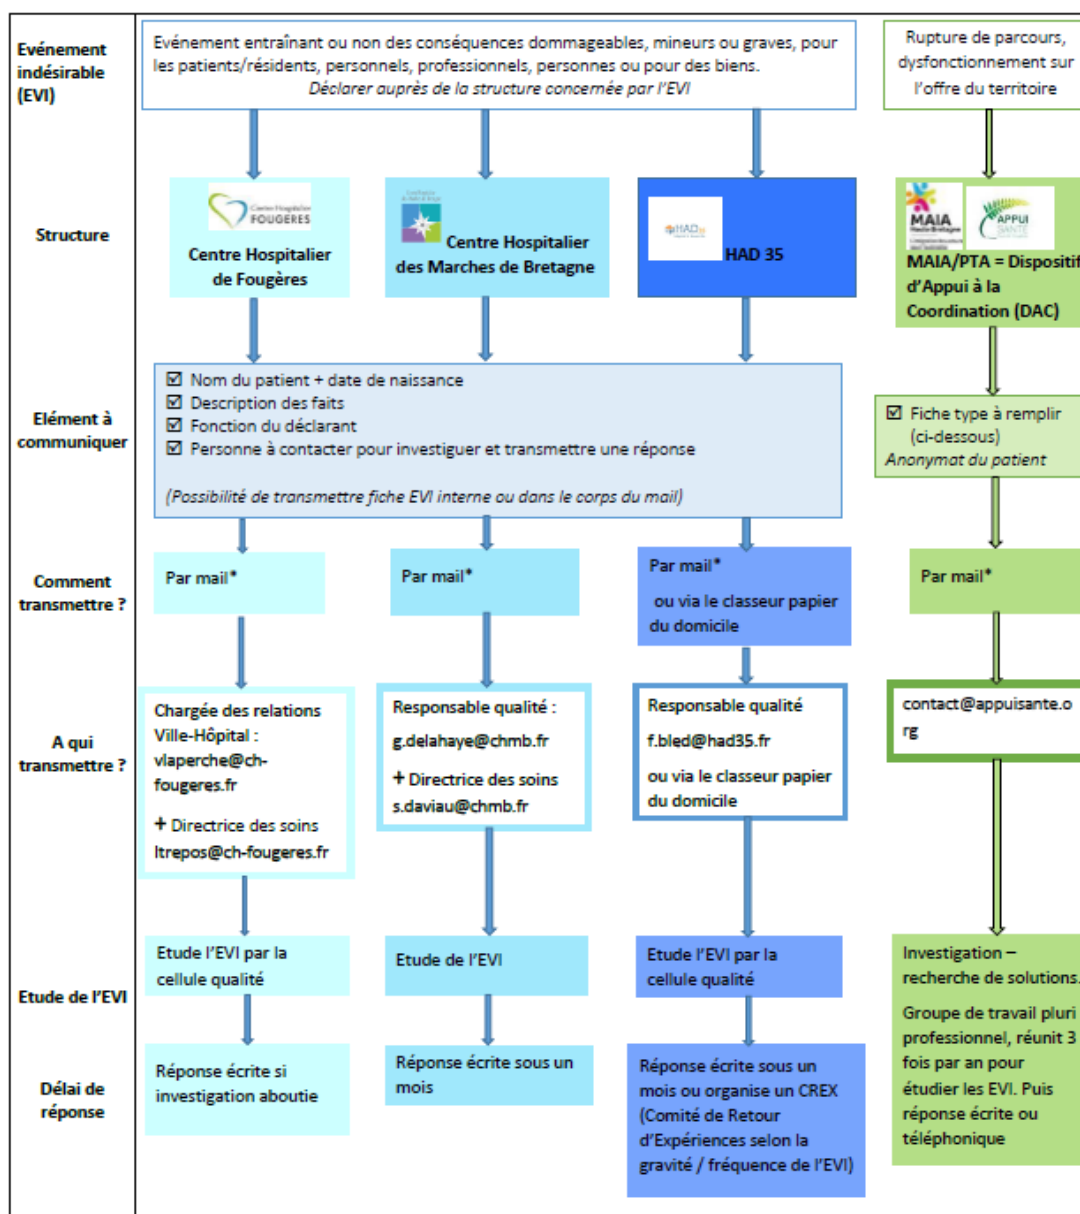 Evénement
indésirable
(EVI)
Evénement entraînant ou non des conséquences dommageables, mineurs ou graves, pour
les patients/résidents, personnels, professionnels, personnes ou pour des biens.
Déclarer auprès de la structure concernée par l'EVI
Rupture de parcours,
dysfonctionnement sur
l'offre du territoire
Structure
Centre Hospitalier
FOUGERES
Centre Hospitalier
de Fougères
Centre Hospitalier
des Marches de Bretagne
HAD 35
HAD 35
MAIA
Haute Bretagne
APPUI
SANTÉ
MAIA/PTA = Dispositif
d'Appui à la
Coordination (DAC)
Elément à
communiquer
☑ Nom du patient + date de naissance
☑ Description des faits
☑ Fonction du déclarant
☑ Personne à contacter pour investiguer et transmettre une réponse
(Possibilité de transmettre fiche EVI interne ou dans le corps du mail)
☑ Fiche type à remplir
(ci-dessous)
Anonymat du patient
Comment
transmettre ?
Par mail*
Par mail*
Par mail*
ou via le classeur papier
du domicile
Par mail*
A qui
transmettre ?
Chargée des relations
Ville-Hôpital :
vlaperche@ch-
fougeres.fr
+ Directrice des soins
ltrepos@ch-fougeres.fr
Responsable qualité :
g.delahaye@chmb.fr
+ Directrice des soins
s.daviau@chmb.fr
Responsable qualité
f.bled@had35.fr
ou via le classeur papier
du domicile
contact@appuisante.o
rg
Etude de l'EVI
Etude l'EVI par la
cellule qualité
Etude de l'EVI
Etude l'EVI par la
cellule qualité
Investigation –
recherche de solutions.
Groupe de travail pluri
professionnel, réunit 3
fois par an pour
étudier les EVI. Puis
réponse écrite ou
téléphonique
Délai de
réponse
Réponse écrite si
investigation aboutie
Réponse écrite sous un
mois
Réponse écrite sous un
mois ou organise un CREX
(Comité de Retour
d'Expériences selon la
gravité / fréquence de l'EVI)